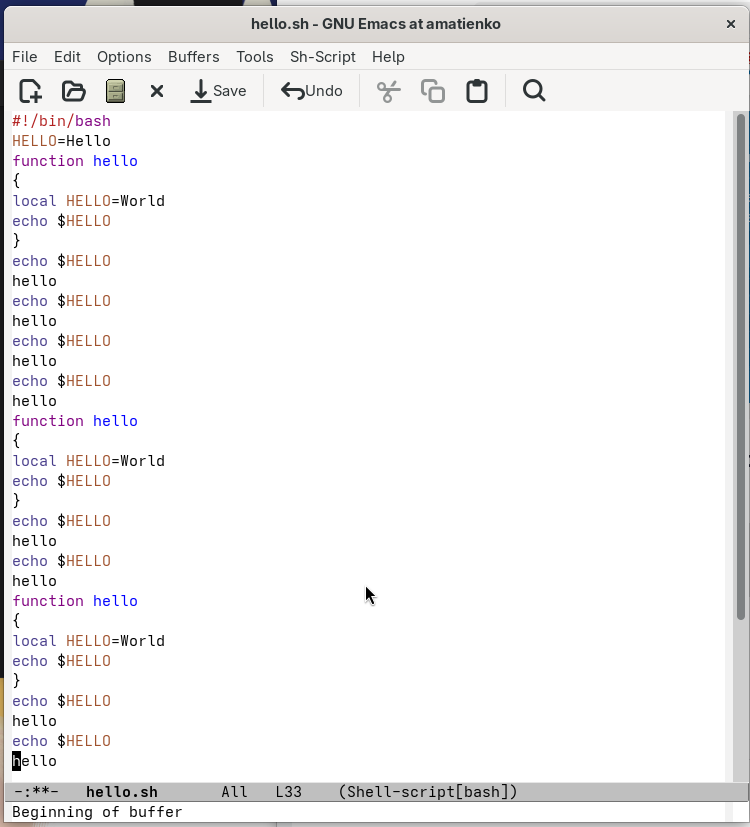 hello.sh - GNU Emacs at amatienko
File Edit Options Buffers Tools Sh-Script Help
Save Undo
#!/bin/bash
HELLO=Hello
function hello
{
local HELLO=World
echo $HELLO
}
echo $HELLO
hello
echo $HELLO
hello
echo $HELLO
hello
echo $HELLO
hello
function hello
{
local HELLO=World
echo $HELLO
}
echo $HELLO
hello
echo $HELLO
hello
function hello
{
local HELLO=World
echo $HELLO
}
echo $HELLO
hello
echo $HELLO
hello
-:**- hello.sh All L33 (Shell-script[bash])
Beginning of buffer